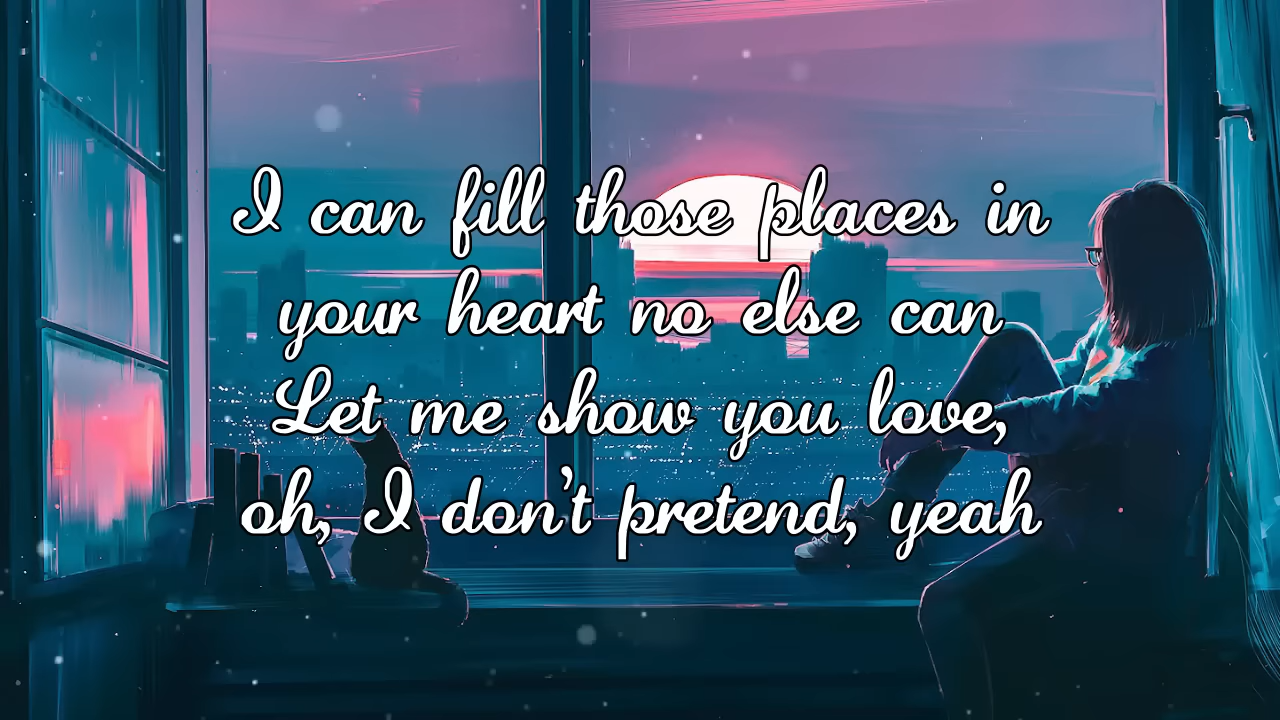 I can fill those places in
your heart no else can
Let me show you love,
oh, I don't pretend, yeah